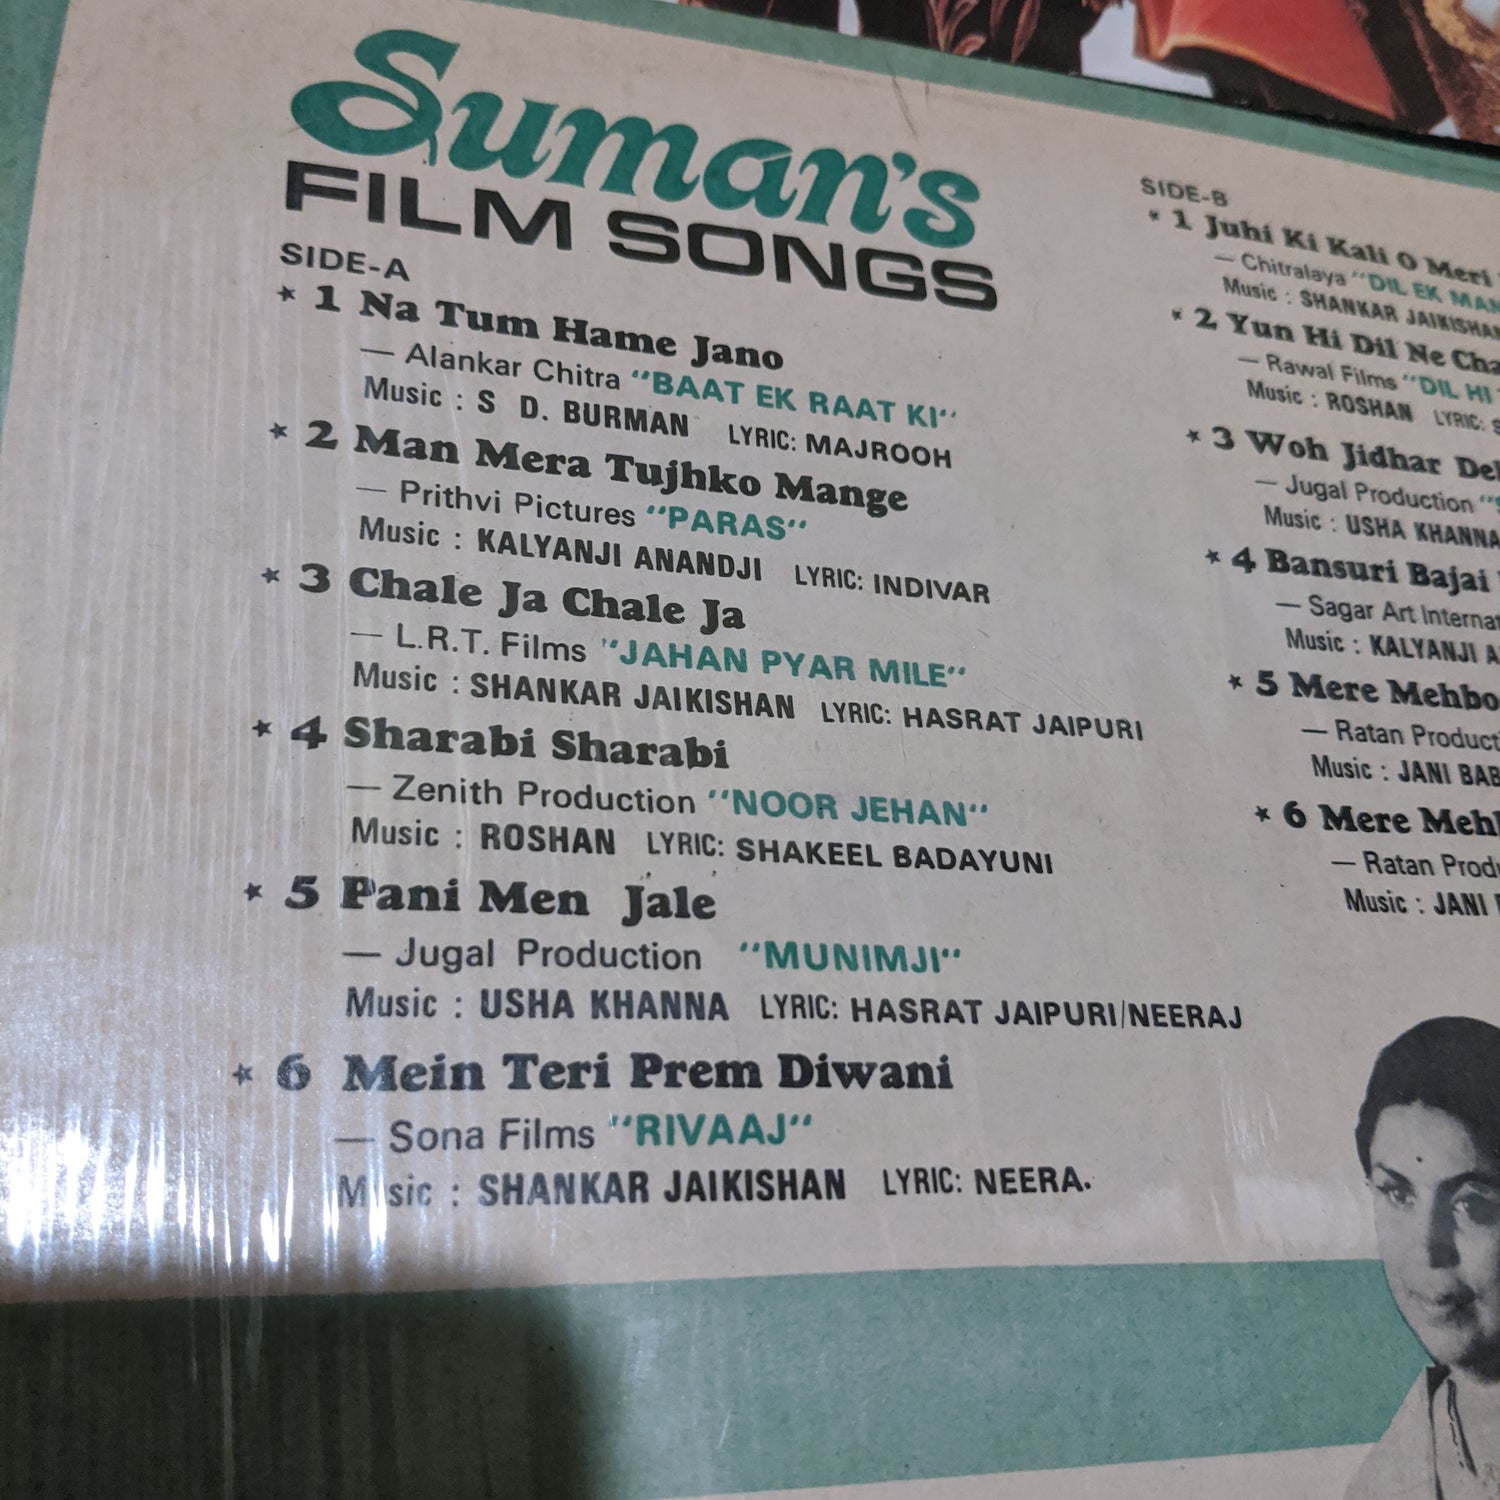 Suman's
FILM SONGS
SIDE-A
* 1 Na Tum Hame Jano
— Alankar Chitra "BAAT EK RAAT KI"
Music : S D. BURMAN LYRIC: MAJROOH
* 2 Man Mera Tujhko Mange
— Prithvi Pictures "PARAS"
Music : KALYANJI ANANDJI LYRIC: INDIVAR
* 3 Chale Ja Chale Ja
— L.R.T. Films "JAHAN PYAR MILE"
Music : SHANKAR JAIKISHAN LYRIC: HASRAT JAIPURI
* 4 Sharabi Sharabi
— Zenith Production "NOOR JEHAN"
Music : ROSHAN LYRIC: SHAKEEL BADAYUNI
* 5 Pani Men Jale
— Jugal Production "MUNIMJI"
Music : USHA KHANNA LYRIC: HASRAT JAIPURI/NEERAJ
* 6 Mein Teri Prem Diwani
— Sona Films "RIVAAJ"
Music : SHANKAR JAIKISHAN LYRIC: NEERA.
SIDE-B
* 1 Juhi Ki Kali O Meri
— Chitralaya "DIL EK
Music : SHANKAR JAIKISHAN
* 2 Yun Hi Dil Ne
— Rawal Films "DIL HI
Music : ROSHAN LYRIC:
* 3 Woh Jidhar
— Jugal Production
Music : USHA KHANNA
* 4 Bansuri Bajai
— Sagar Art
Music : KALYANJI
* 5 Mere
— Ratan
Music : JANI
* 6 Mere
— Ratan
Music : JANI